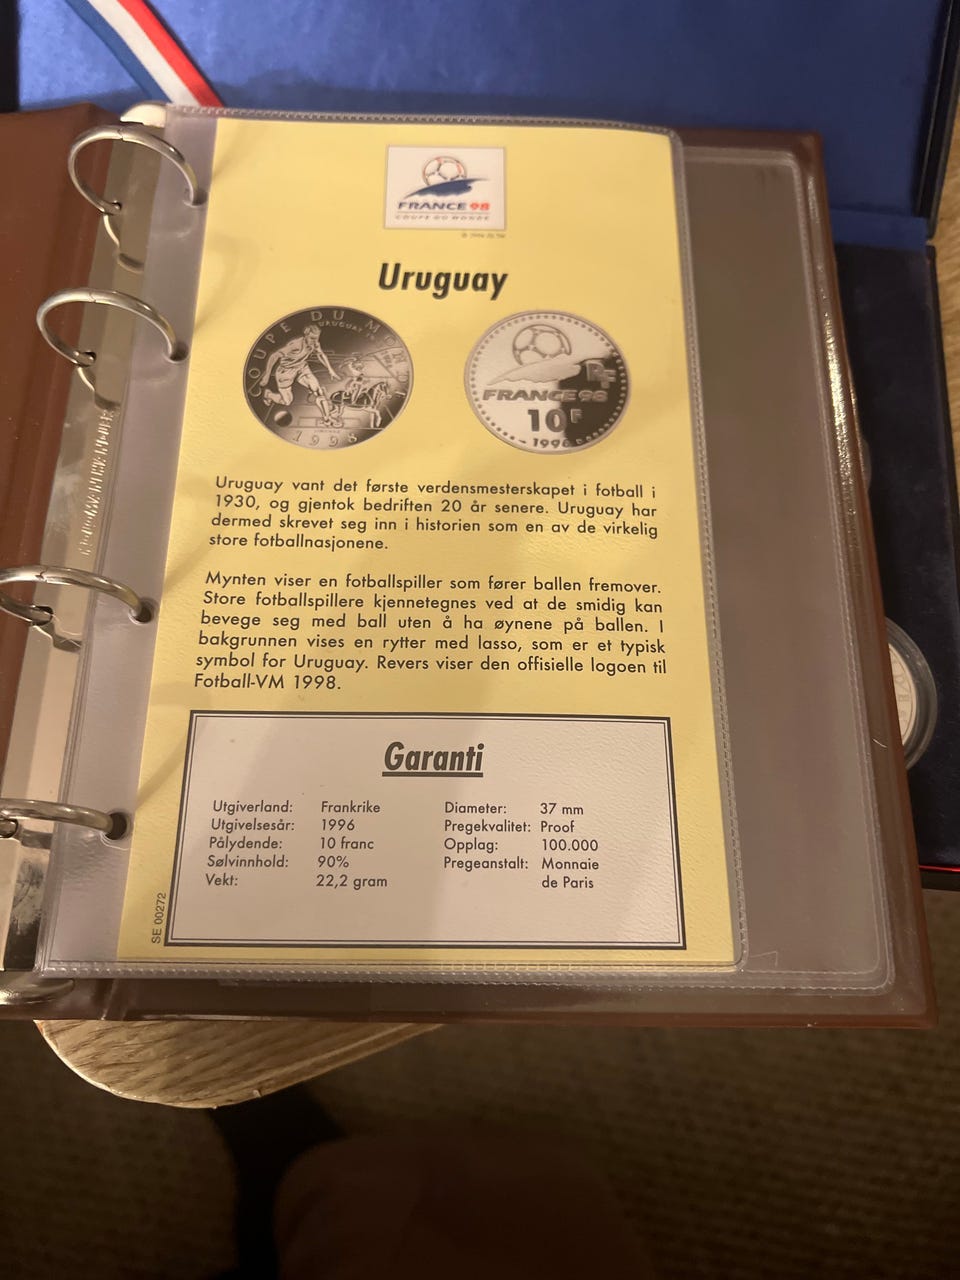 FRANCE 98
COUPE DU MONDE
Uruguay
COUPE DU MONDE
URUGUAY
1998
RF
FRANCE 98
10F
Uruguay vant det første verdensmesterskapet i fotball i
1930, og gjentok bedriften 20 år senere. Uruguay har
dermed skrevet seg inn i historien som en av de virkelig
store fotballnasjonene.
Mynten viser en fotballspiller som fører ballen fremover.
Store fotballspillere kjennetegnes ved at de smidig kan
bevege seg med ball uten å ha øynene på ballen. I
bakgrunnen vises en rytter med lasso, som er et typisk
symbol for Uruguay. Revers viser den offisielle logoen til
Fotball-VM 1998.
Garanti
Utgiverland: Frankrike
Utgivelsesår: 1996
Pålydende: 10 franc
Sølvinnhold: 90%
Vekt: 22,2 gram
Diameter: 37 mm
Pregekvalitet: Proof
Opplag: 100.000
Pregeanstalt: Monnaie
de Paris
SE 00272